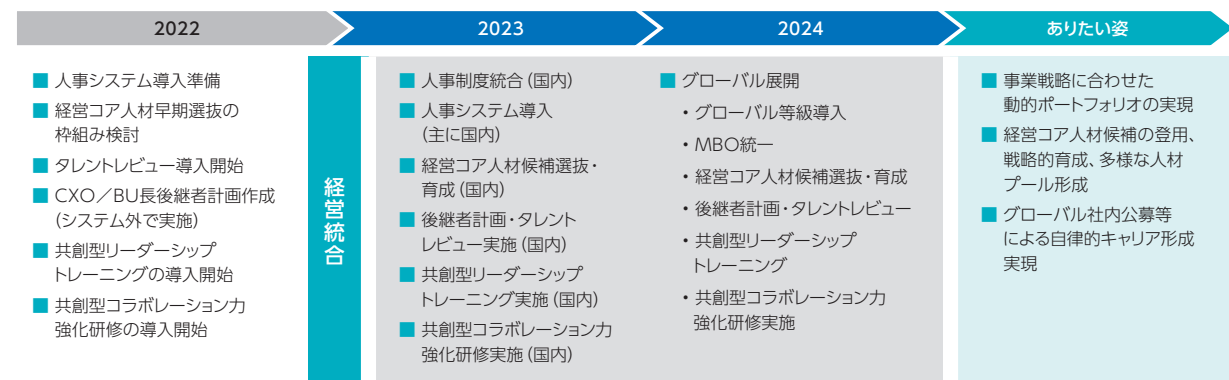 2022
2023
2024
ありたい姿
■ 人事システム導入準備
■ 経営コア人材早期選抜の
枠組み検討
■ タレントレビュー導入開始
■ CXO／BU長後継者計画作成
(システム外で実施)
■ 共創型リーダーシップ
トレーニングの導入開始
■ 共創型コラボレーション力
強化研修の導入開始
経営統合
■ 人事制度統合(国内)
■ 人事システム導入
(主に国内)
■ 経営コア人材候補選抜・
育成(国内)
■ 後継者計画・タレント
レビュー実施(国内)
■ 共創型リーダーシップ
トレーニング実施(国内)
■ 共創型コラボレーション力
強化研修実施(国内)
■ グローバル展開
・グローバル等級導入
・MBO統一
・経営コア人材候補選抜・育成
・後継者計画・タレントレビュー
・共創型リーダーシップ
トレーニング
・共創型コラボレーション力
強化研修実施
■ 事業戦略に合わせた
動的ポートフォリオの実現
■ 経営コア人材候補の登用、
戦略的育成、多様な人材
プール形成
■ グローバル社内公募等
による自律的キャリア形成
実現